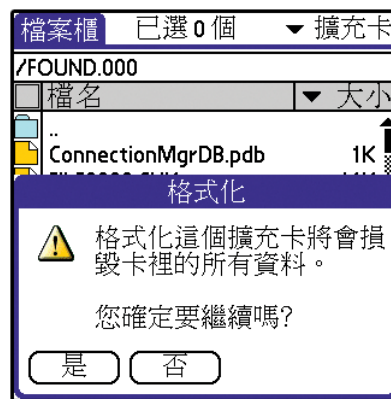 檔案櫃 已選 0 個 ▼ 擴充卡
/FOUND.000
檔名 ▼ 大小
..
ConnectionMgrDB.pdb 1K
格式化
格式化這個擴充卡將會損
毀卡裡的所有資料。
您確定要繼續嗎?
是 否